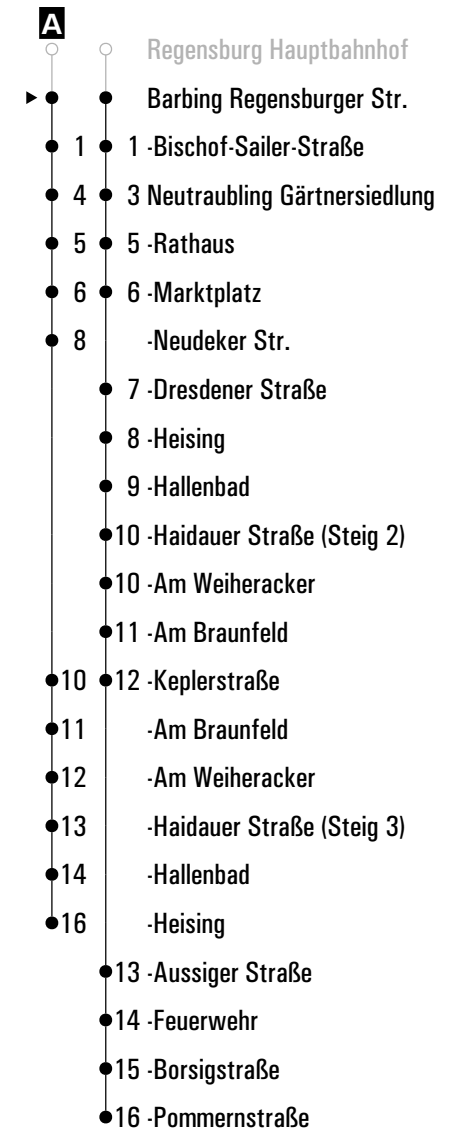 A
Regensburg Hauptbahnhof
Barbing Regensburger Str.
1 1 -Bischof-Sailer-Straße
4 3 Neutraubling Gärtnersiedlung
5 5 -Rathaus
6 6 -Marktplatz
8 -Neudeker Str.
7 -Dresdener Straße
8 -Heising
9 -Hallenbad
10 -Haidauer Straße (Steig 2)
10 -Am Weiheracker
11 -Am Braunfeld
10 12 -Keplerstraße
11 -Am Braunfeld
12 -Am Weiheracker
13 -Haidauer Straße (Steig 3)
14 -Hallenbad
16 -Heising
13 -Aussiger Straße
14 -Feuerwehr
15 -Borsigstraße
16 -Pommernstraße